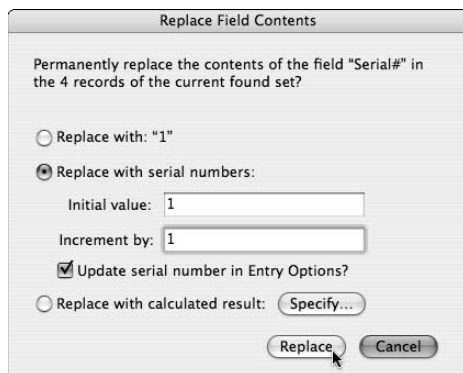 Replace Field Contents
Permanently replace the contents of the field “Serial#” in
the 4 records of the current found set?
Replace with: “1”
Replace with serial numbers:
Initial value: 1
Increment by: 1
Update serial number in Entry Options?
Replace with calculated result: Specify...
Replace Cancel